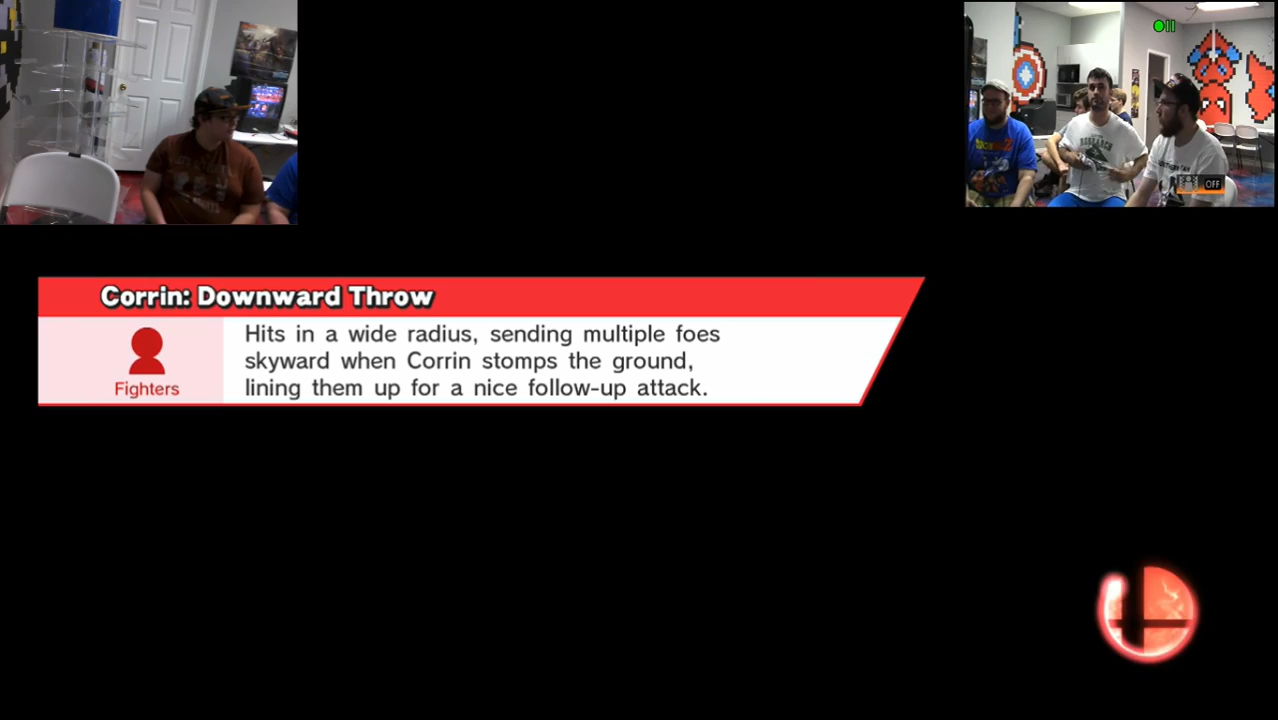 OFF
Corrin: Downward Throw
Hits in a wide radius, sending multiple foes
skyward when Corrin stomps the ground,
lining them up for a nice follow-up attack.
Fighters